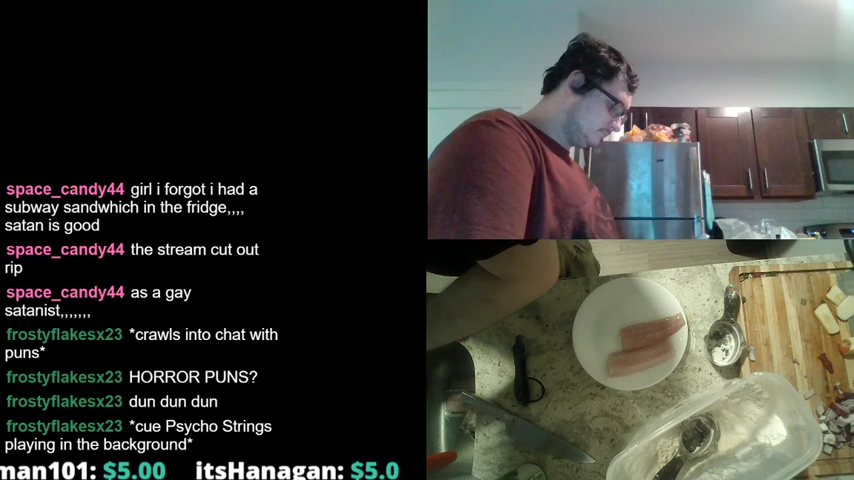 space_candy44 girl i forgot i had a
subway sandwhich in the fridge,,,,
satan is good
space_candy44 the stream cut out
rip
space_candy44 as a gay
satanist,,,,,,,
frostyflakesx23 *crawls into chat with
puns*
frostyflakesx23 HORROR PUNS?
frostyflakesx23 dun dun dun
frostyflakesx23 *cue Psycho Strings
playing in the background*
man101: $5.00 itsHanagan: $5.0